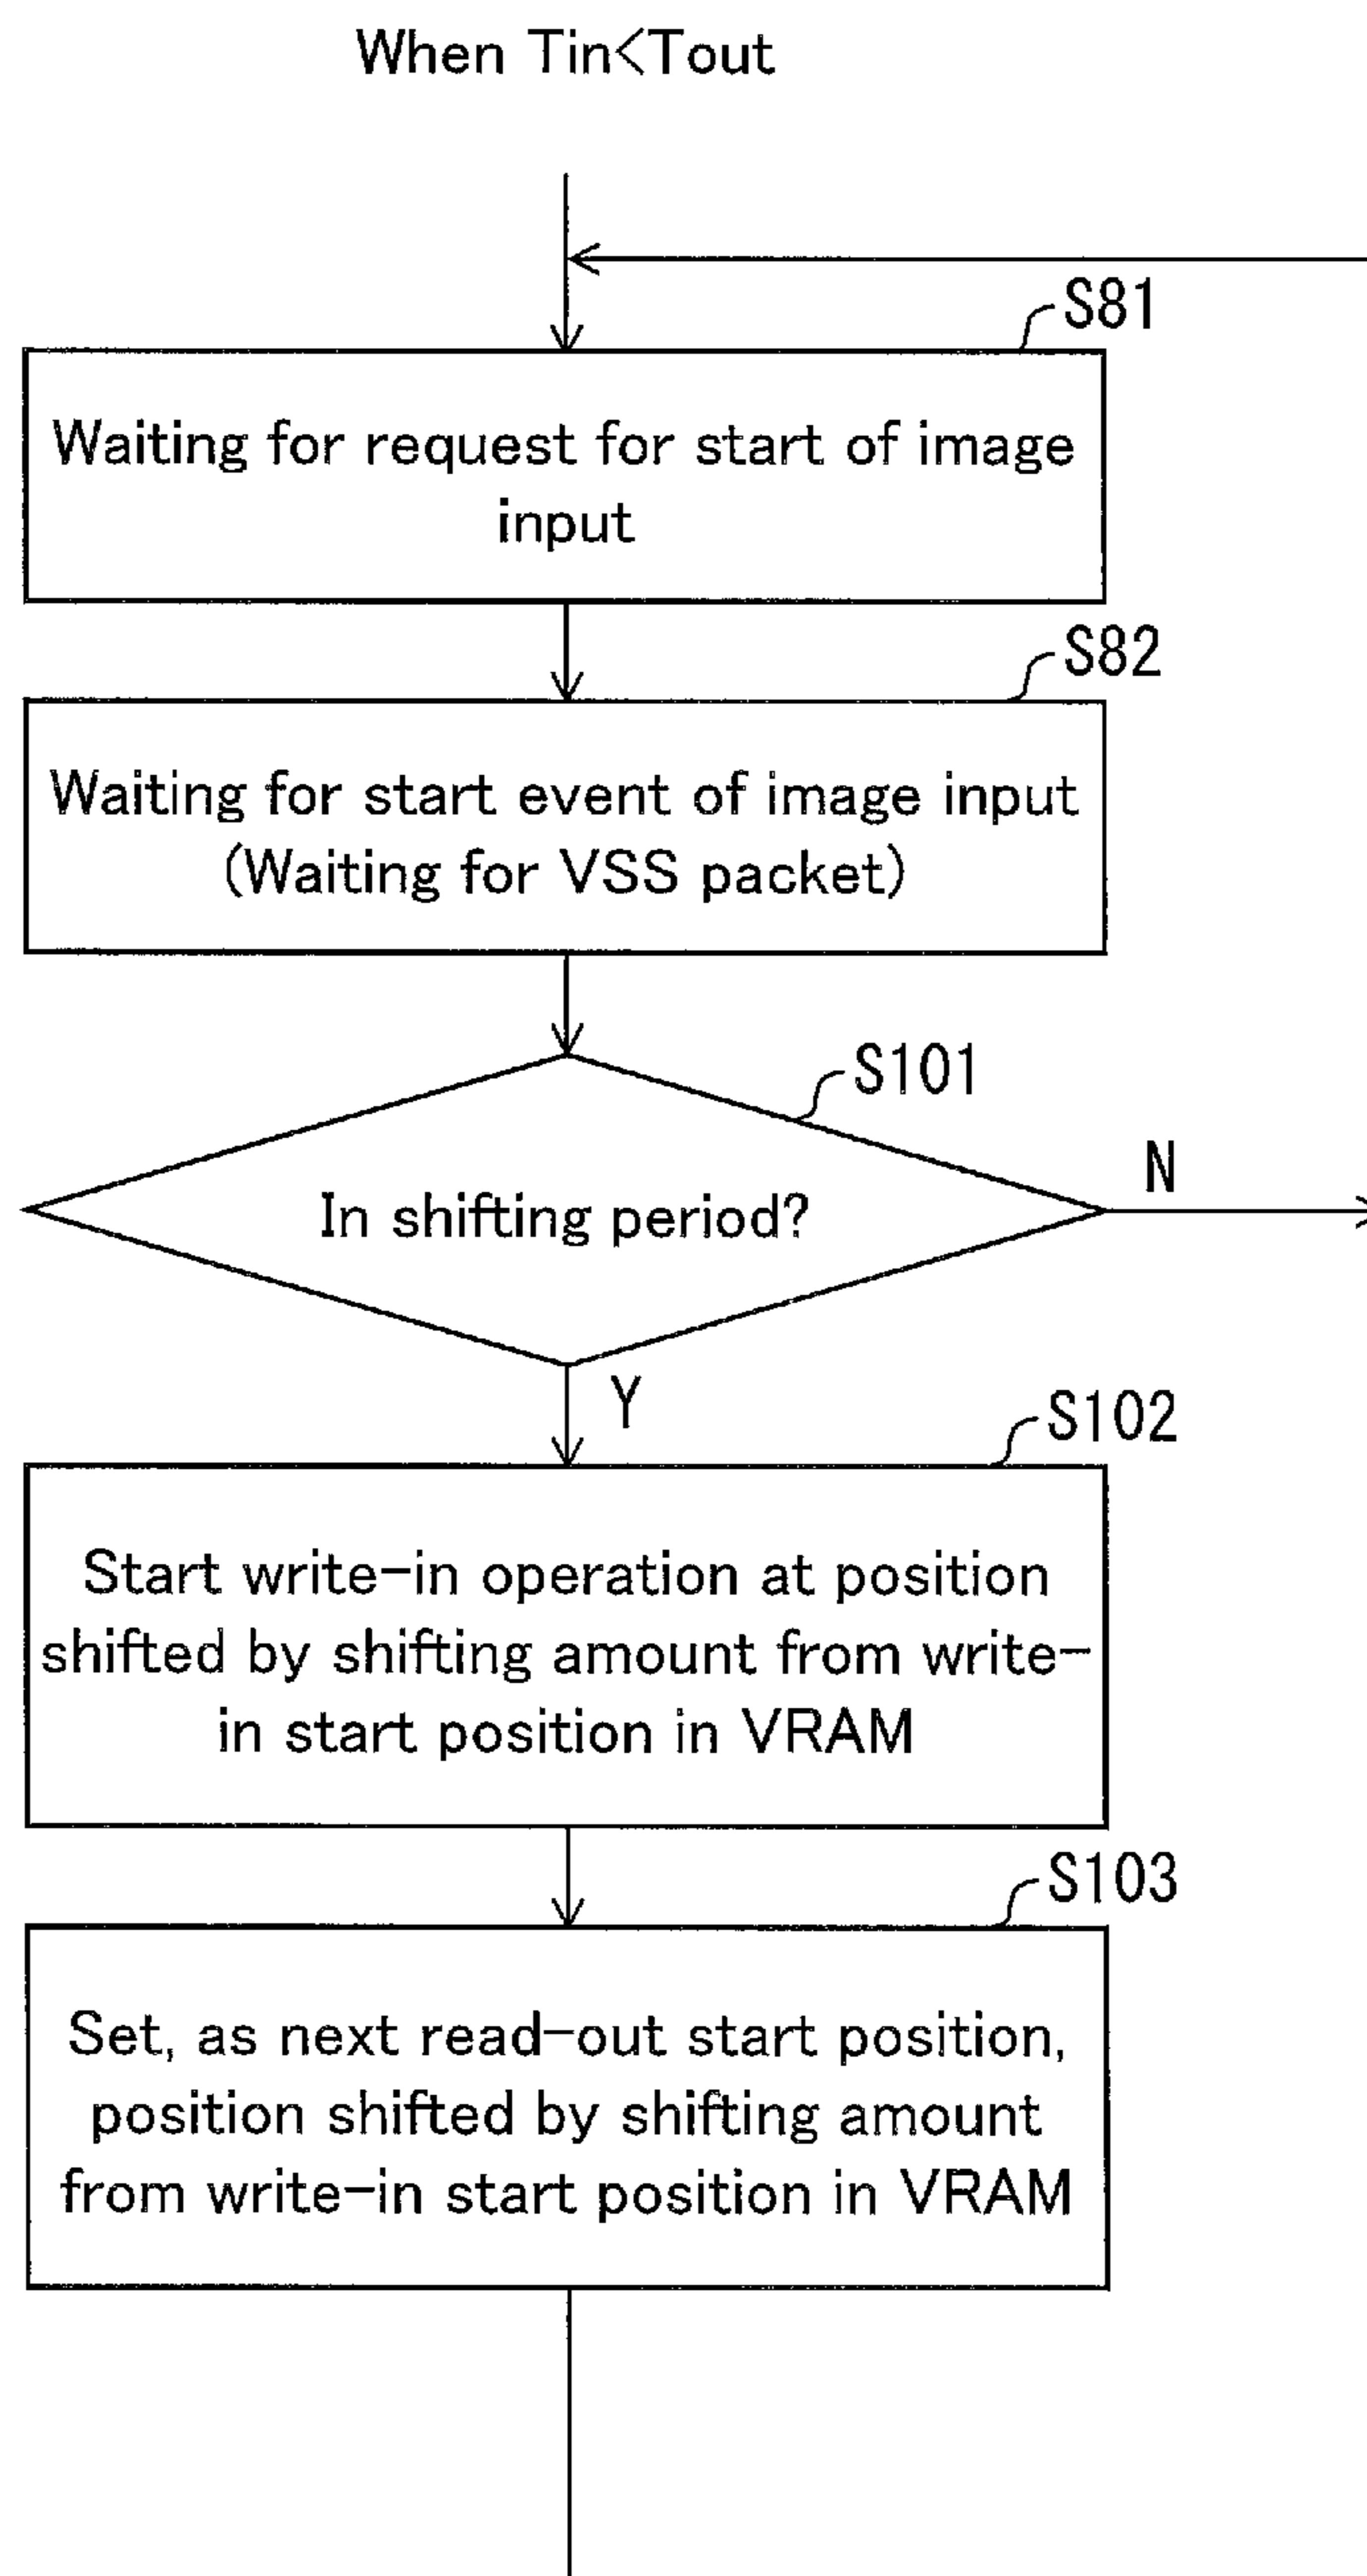 When Tin<Tout
S81
Waiting for request for start of image
input
S82
Waiting for start event of image input
(Waiting for VSS packet)
S101
In shifting period?
N
Y
S102
Start write-in operation at position
shifted by shifting amount from write-
in start position in VRAM
S103
Set, as next read-out start position,
position shifted by shifting amount
from write-in start position in VRAM